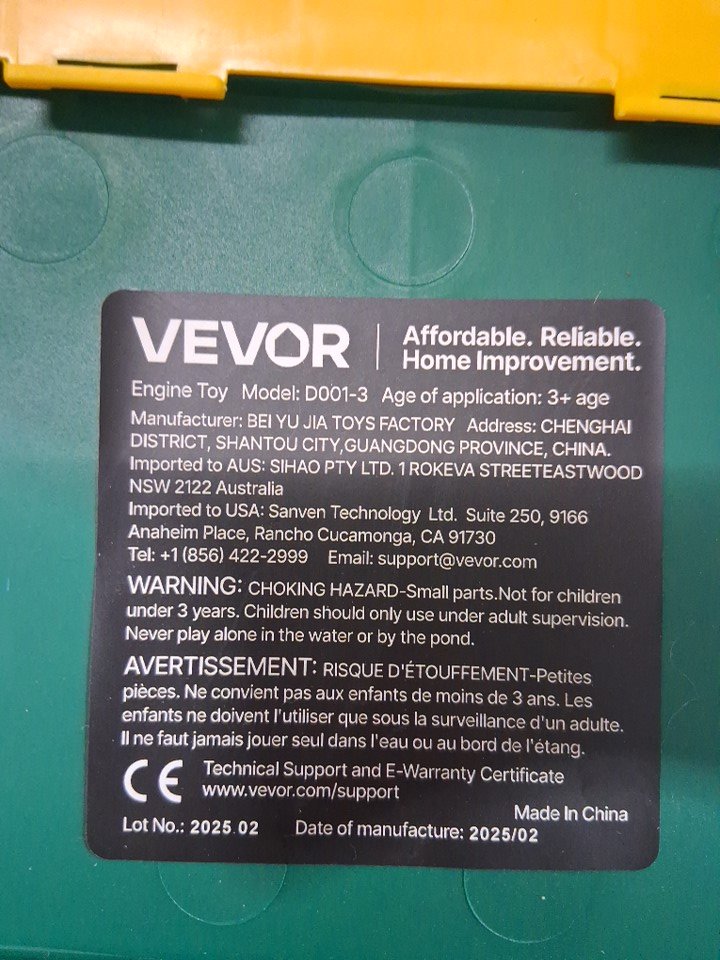 VEVOR | Affordable. Reliable.
Home Improvement.
Engine Toy Model: D001-3 Age of application: 3+ age
Manufacturer: BEI YU JIA TOYS FACTORY Address: CHENGHAI
DISTRICT, SHANTOU CITY,GUANGDONG PROVINCE, CHINA.
Imported to AUS: SIHAO PTY LTD. 1 ROKEVA STREETEASTWOOD
NSW 2122 Australia
Imported to USA: Sanven Technology Ltd. Suite 250, 9166
Anaheim Place, Rancho Cucamonga, CA 91730
Tel: +1 (856) 422-2999 Email: support@vevor.com
WARNING: CHOKING HAZARD-Small parts.Not for children
under 3 years. Children should only use under adult supervision.
Never play alone in the water or by the pond.
AVERTISSEMENT: RISQUE D'ÉTOUFFEMENT-Petites
pièces. Ne convient pas aux enfants de moins de 3 ans. Les
enfants ne doivent l'utiliser que sous la surveillance d'un adulte.
Il ne faut jamais jouer seul dans l'eau ou au bord de l'étang.
CE Technical Support and E-Warranty Certificate
www.vevor.com/support
Made In China
Lot No.: 2025.02 Date of manufacture: 2025/02